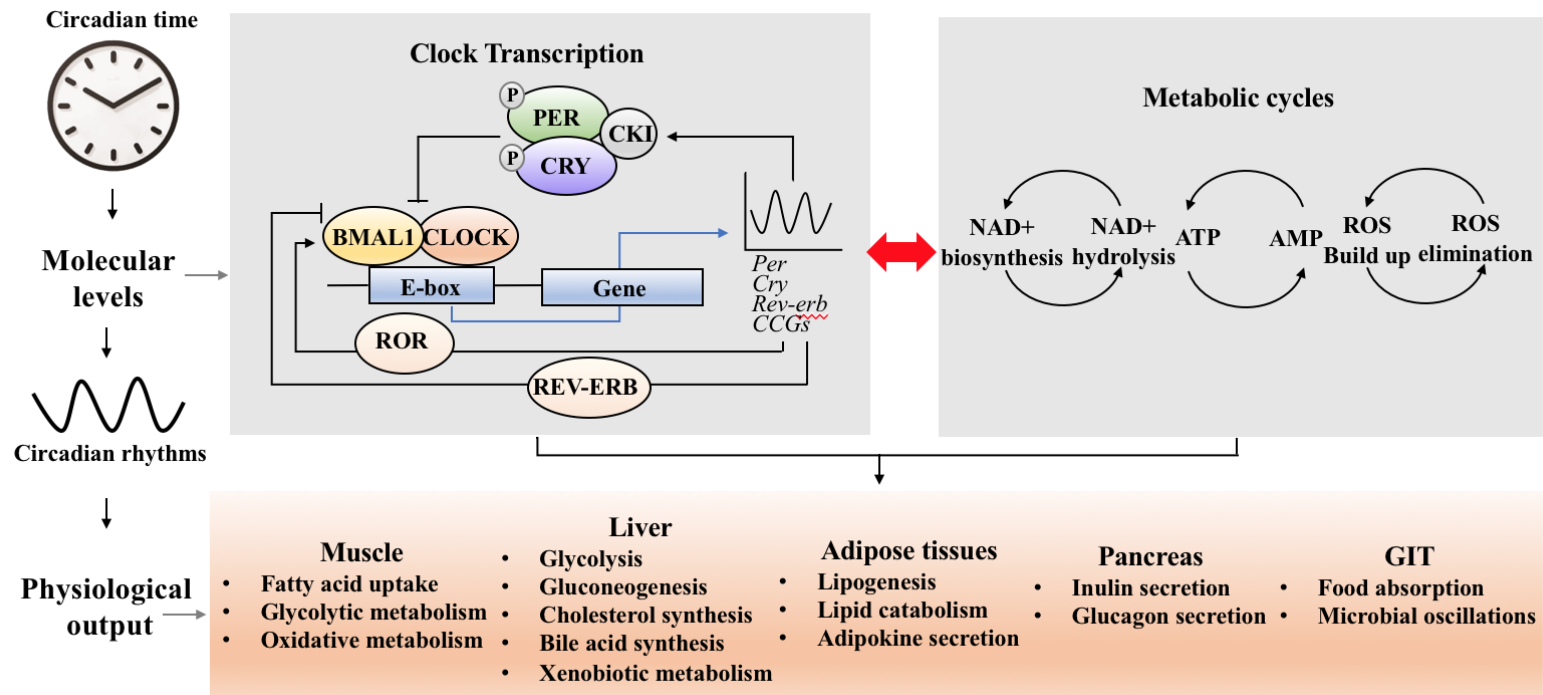 Circadian time
Molecular
levels
Circadian rhythms
Physiological
output
Clock Transcription
P
PER
CKI
P
CRY
BMAL1
CLOCK
E-box
Gene
ROR
REV-ERB
Per
Cry
Rev-erb
CCGs
Metabolic cycles
NAD+
biosynthesis
NAD+
hydrolysis
ATP
AMP
ROS
Build up
ROS
elimination
Muscle
• Fatty acid uptake
• Glycolytic metabolism
• Oxidative metabolism
Liver
• Glycolysis
• Gluconeogenesis
• Cholesterol synthesis
• Bile acid synthesis
• Xenobiotic metabolism
Adipose tissues
• Lipogenesis
• Lipid catabolism
• Adipokine secretion
Pancreas
• Inulin secretion
• Glucagon secretion
GIT
• Food absorption
• Microbial oscillations